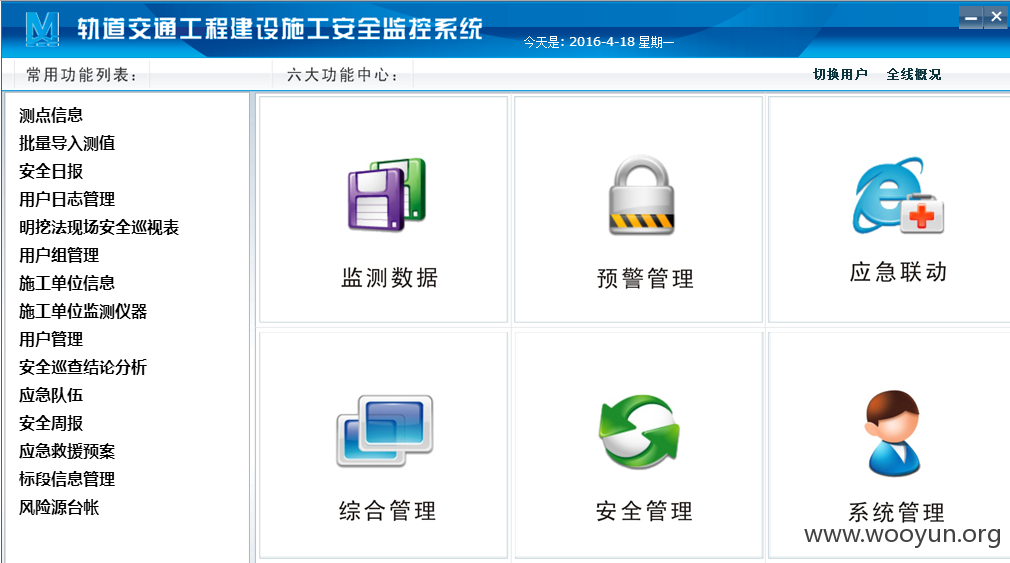 轨道交通工程建设施工安全监控系统
今天是: 2016-4-18 星期一
常用功能列表：
六大功能中心：
切换用户 全线概况
测点信息
批量导入测值
安全日报
用户日志管理
明挖法现场安全巡视表
用户组管理
施工单位信息
施工单位监测仪器
用户管理
安全巡查结论分析
应急队伍
安全周报
应急救援预案
标段信息管理
风险源台帐
监测数据
预警管理
应急联动
综合管理
安全管理
系统管理
www.wooyun.org